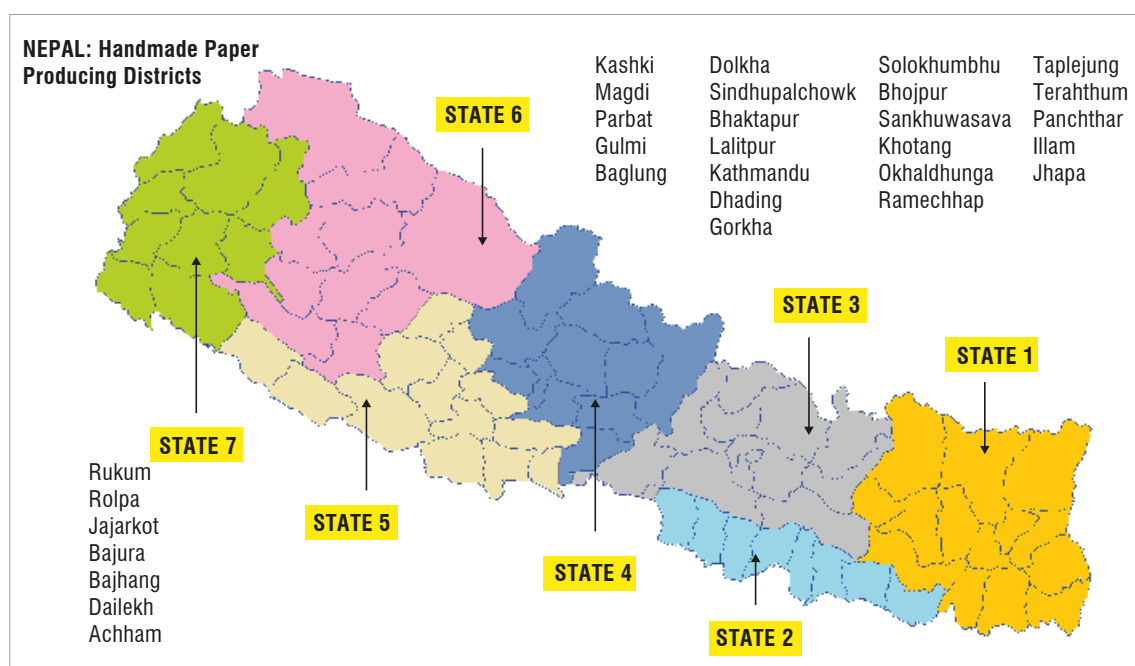 NEPAL: Handmade Paper
Producing Districts
Kashki
Magdi
Parbat
Gulmi
Baglung
Dolkha
Sindhupalchowk
Bhaktapur
Lalitpur
Kathmandu
Dhading
Gorkha
Solokhumbhu
Bhojpur
Sankhuwasava
Khotang
Okhaldhunga
Ramechhap
Taplejung
Terahthum
Panchthar
Illam
Jhapa
STATE 6
STATE 3
STATE 1
STATE 7
Rukum
Rolpa
Jajarkot
Bajura
Bajhang
Dailekh
Achham
STATE 5
STATE 4
STATE 2